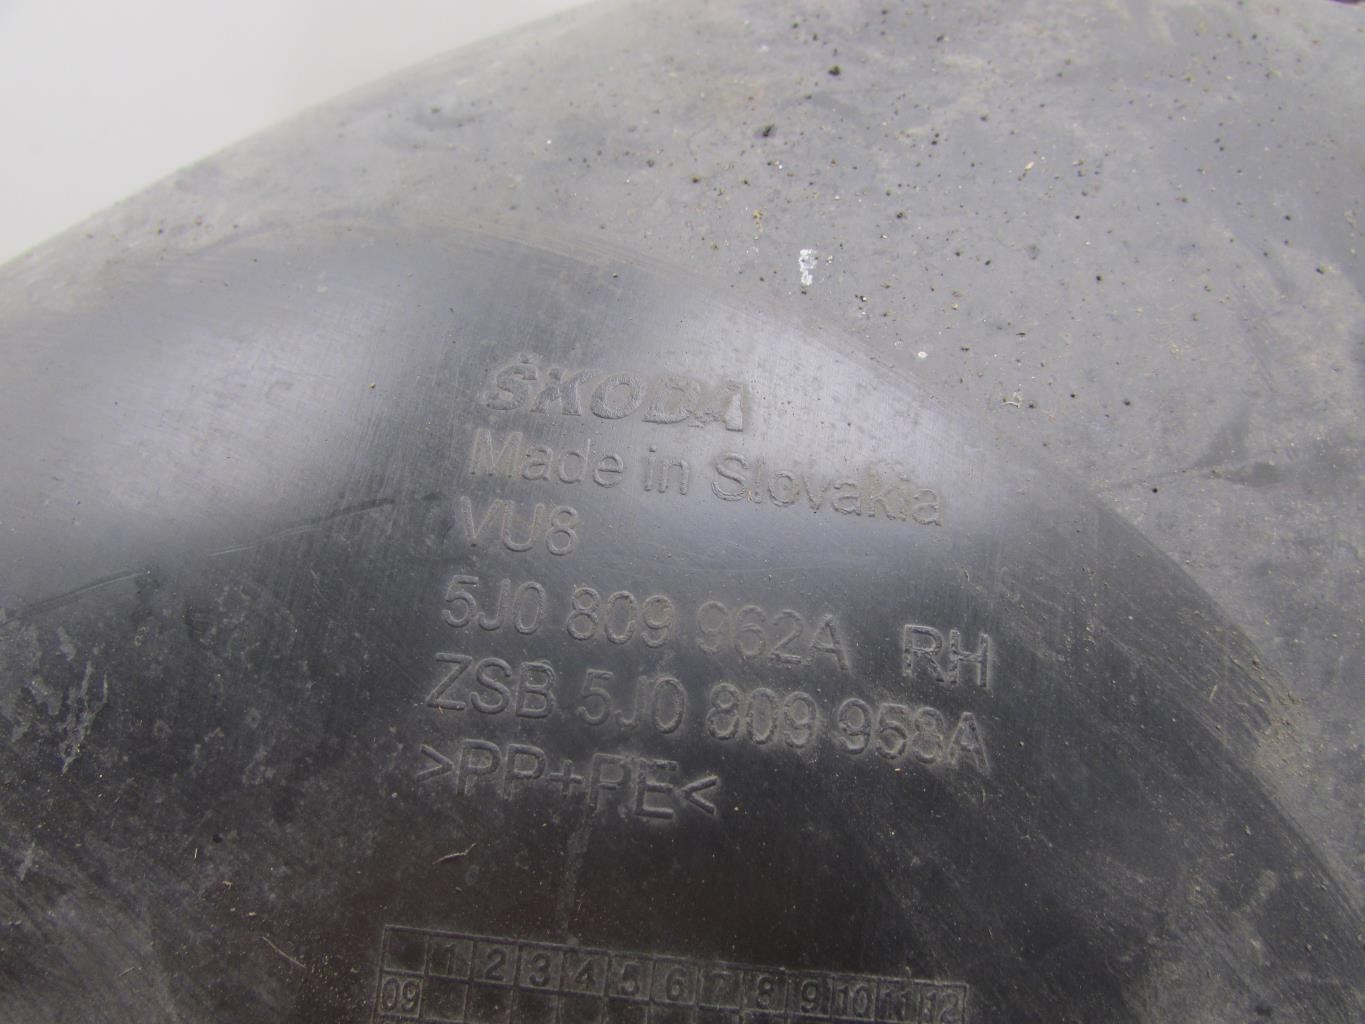 ŠKODA
Made in Slovakia
VU8
5J0 809 962A RH
ZSB 5J0 809 958A
>PP+PE<
1 2 3 4 5 6 7 8 9 10 11 12
09